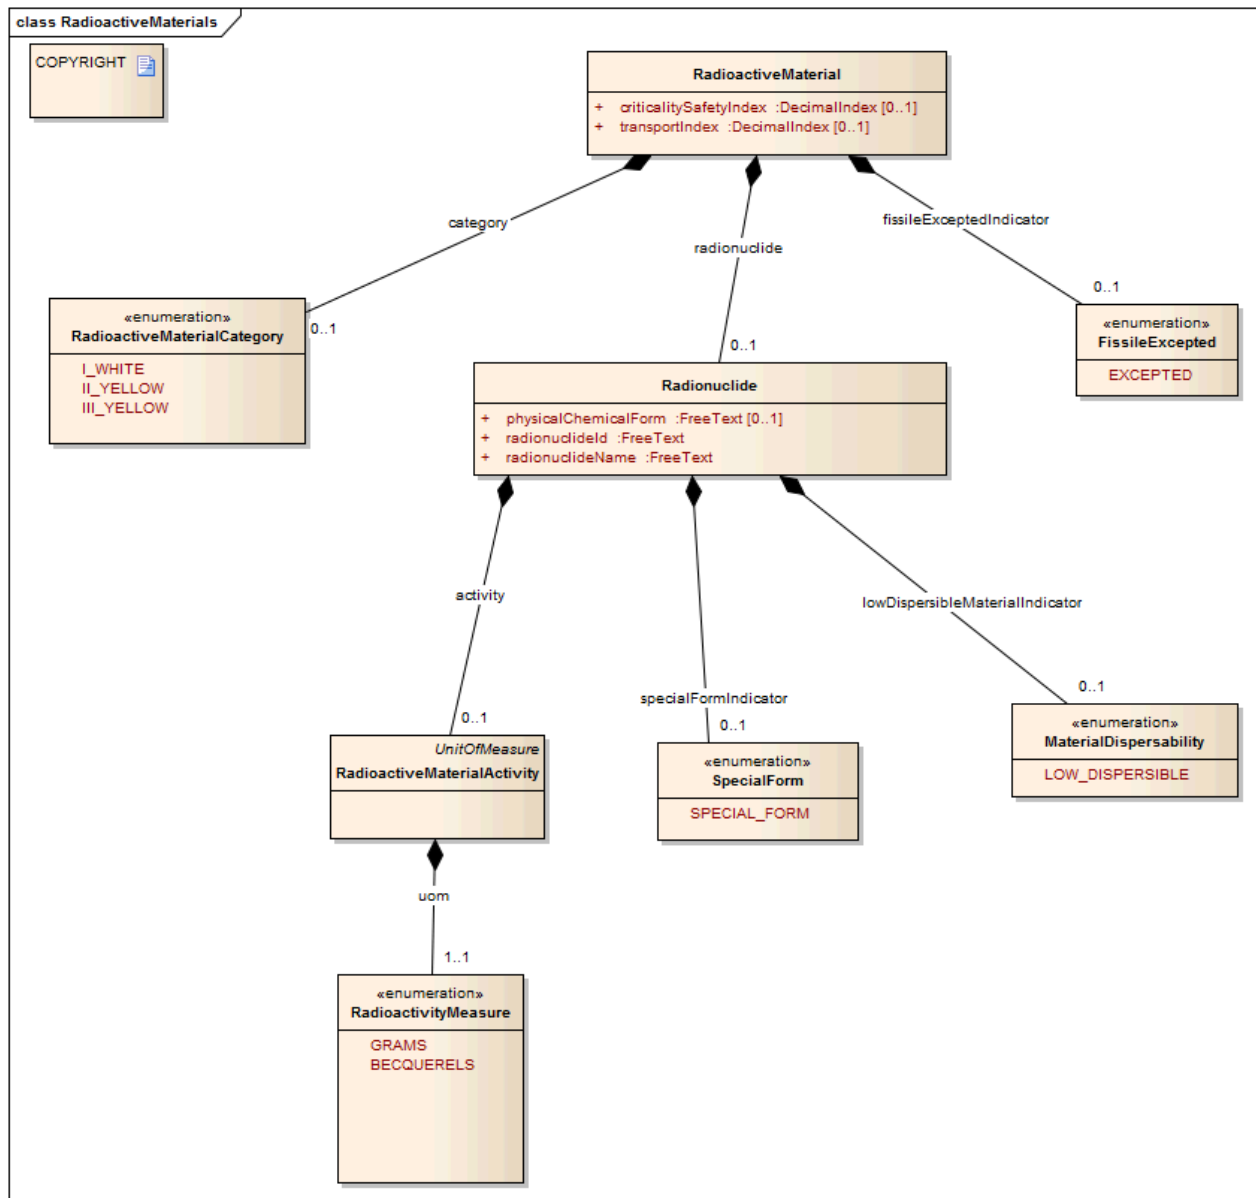 class RadioactiveMaterials
COPYRIGHT
RadioactiveMaterial
+ criticalitySafetyIndex :DecimalIndex [0..1]
+ transportIndex :DecimalIndex [0..1]
category
radionuclide
fissileExceptedIndicator
0..1
0..1
0..1
«enumeration»
RadioactiveMaterialCategory
I_WHITE
II_YELLOW
III_YELLOW
«enumeration»
FissileExcepted
EXCEPTED
Radionuclide
+ physicalChemicalForm :FreeText [0..1]
+ radionuclideId :FreeText
+ radionuclideName :FreeText
activity
lowDispersibleMaterialIndicator
specialFormIndicator
0..1
0..1
0..1
UnitOfMeasure
RadioactiveMaterialActivity
«enumeration»
SpecialForm
SPECIAL_FORM
«enumeration»
MaterialDispersability
LOW_DISPERSIBLE
uom
1..1
«enumeration»
RadioactivityMeasure
GRAMS
BECQUERELS